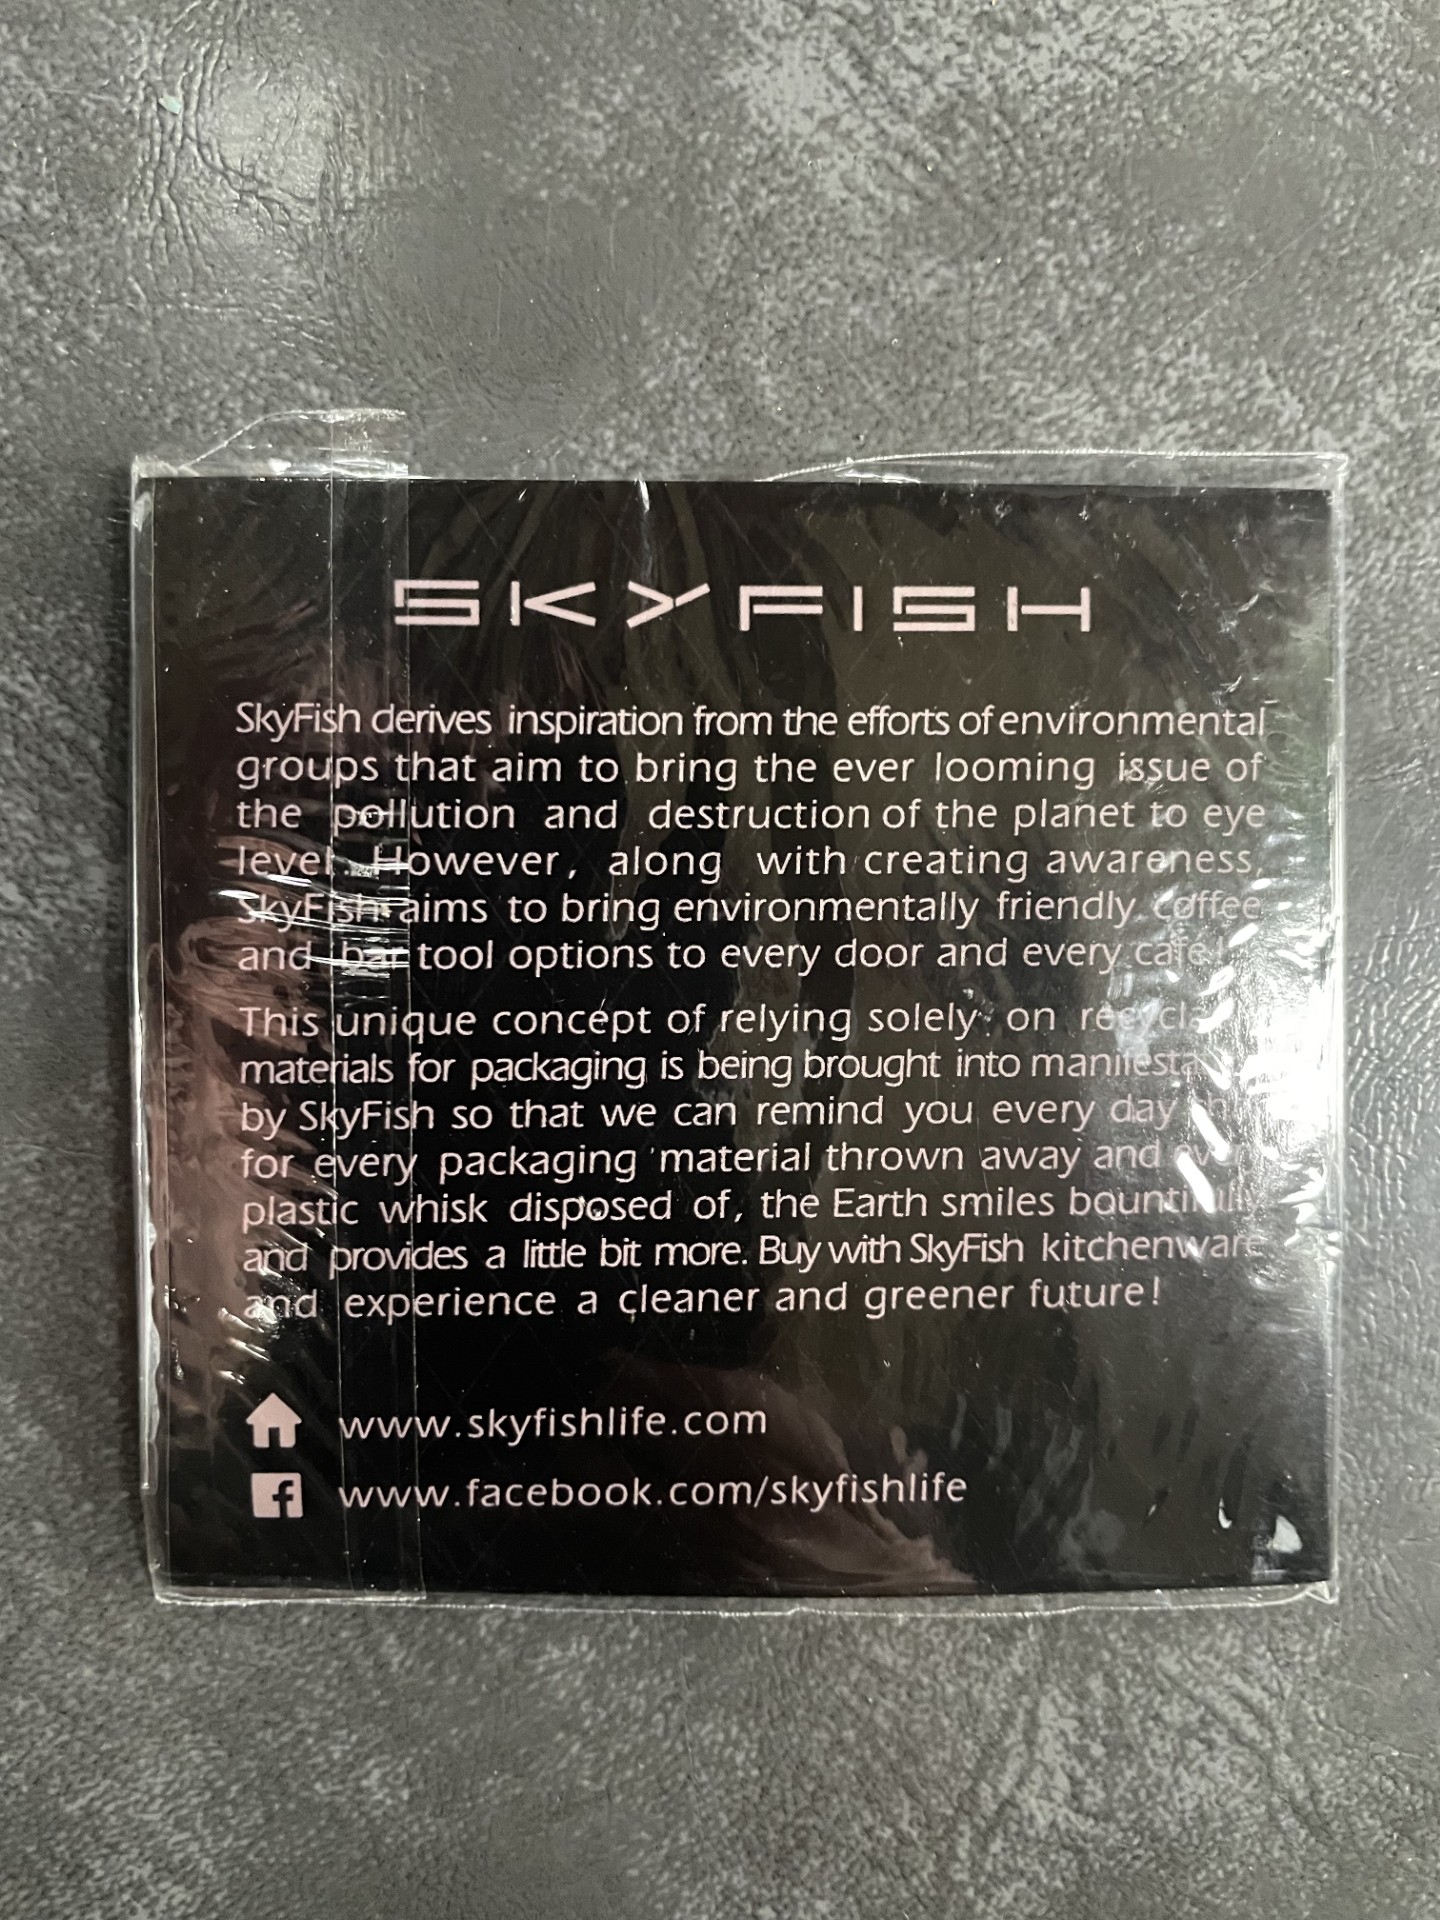 SKYFISH
SkyFish derives inspiration from the efforts of environmental
groups that aim to bring the ever looming issue of
the pollution and destruction of the planet to eye
level. However, along with creating awareness,
SkyFish aims to bring environmentally friendly coffee
and bar tool options to every door and every cafe!
This unique concept of relying solely on
materials for packaging is being brought into
by SkyFish so that we can remind you every day
for every packaging material thrown away and
plastic whisk disposed of, the Earth smiles bountifully
and provides a little bit more. Buy with SkyFish kitchenware
and experience a cleaner and greener future!
www.skyfishlife.com
www.facebook.com/skyfishlife